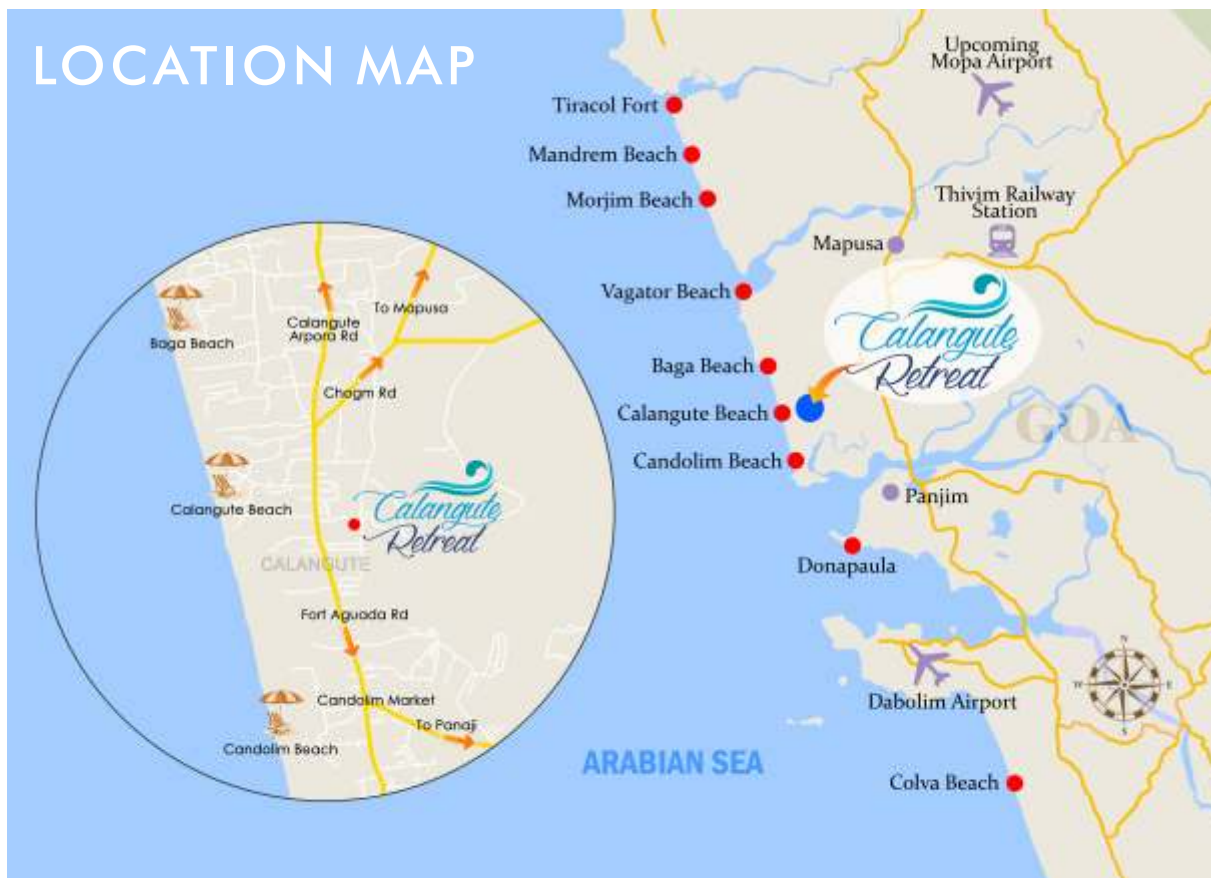 LOCATION MAP
Upcoming
Mopa Airport
Tiracol Fort
Mandrem Beach
Morjim Beach
Thivim Railway
Station
Mapusa
Vagator Beach
Calangute
Retreat
Baga Beach
Calangute Beach
GOA
Candolim Beach
Panjim
Donapaula
Dabolim Airport
N
W
E
S
ARABIAN SEA
Colva Beach
To Mapusa
Calangute
Arpora Rd
Baga Beach
Chogm Rd
Calangute Beach
Calangute
Retreat
CALANGUTE
Fort Aguada Rd
Candolim Market
To Panaji
Candolim Beach